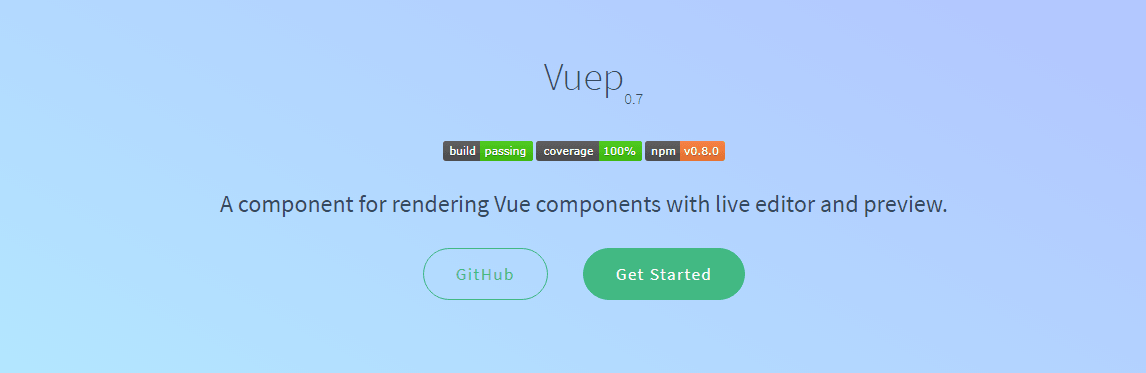 Vuep 0.7
build passing coverage 100% npm v0.8.0
A component for rendering Vue components with live editor and preview.
GitHub Get Started